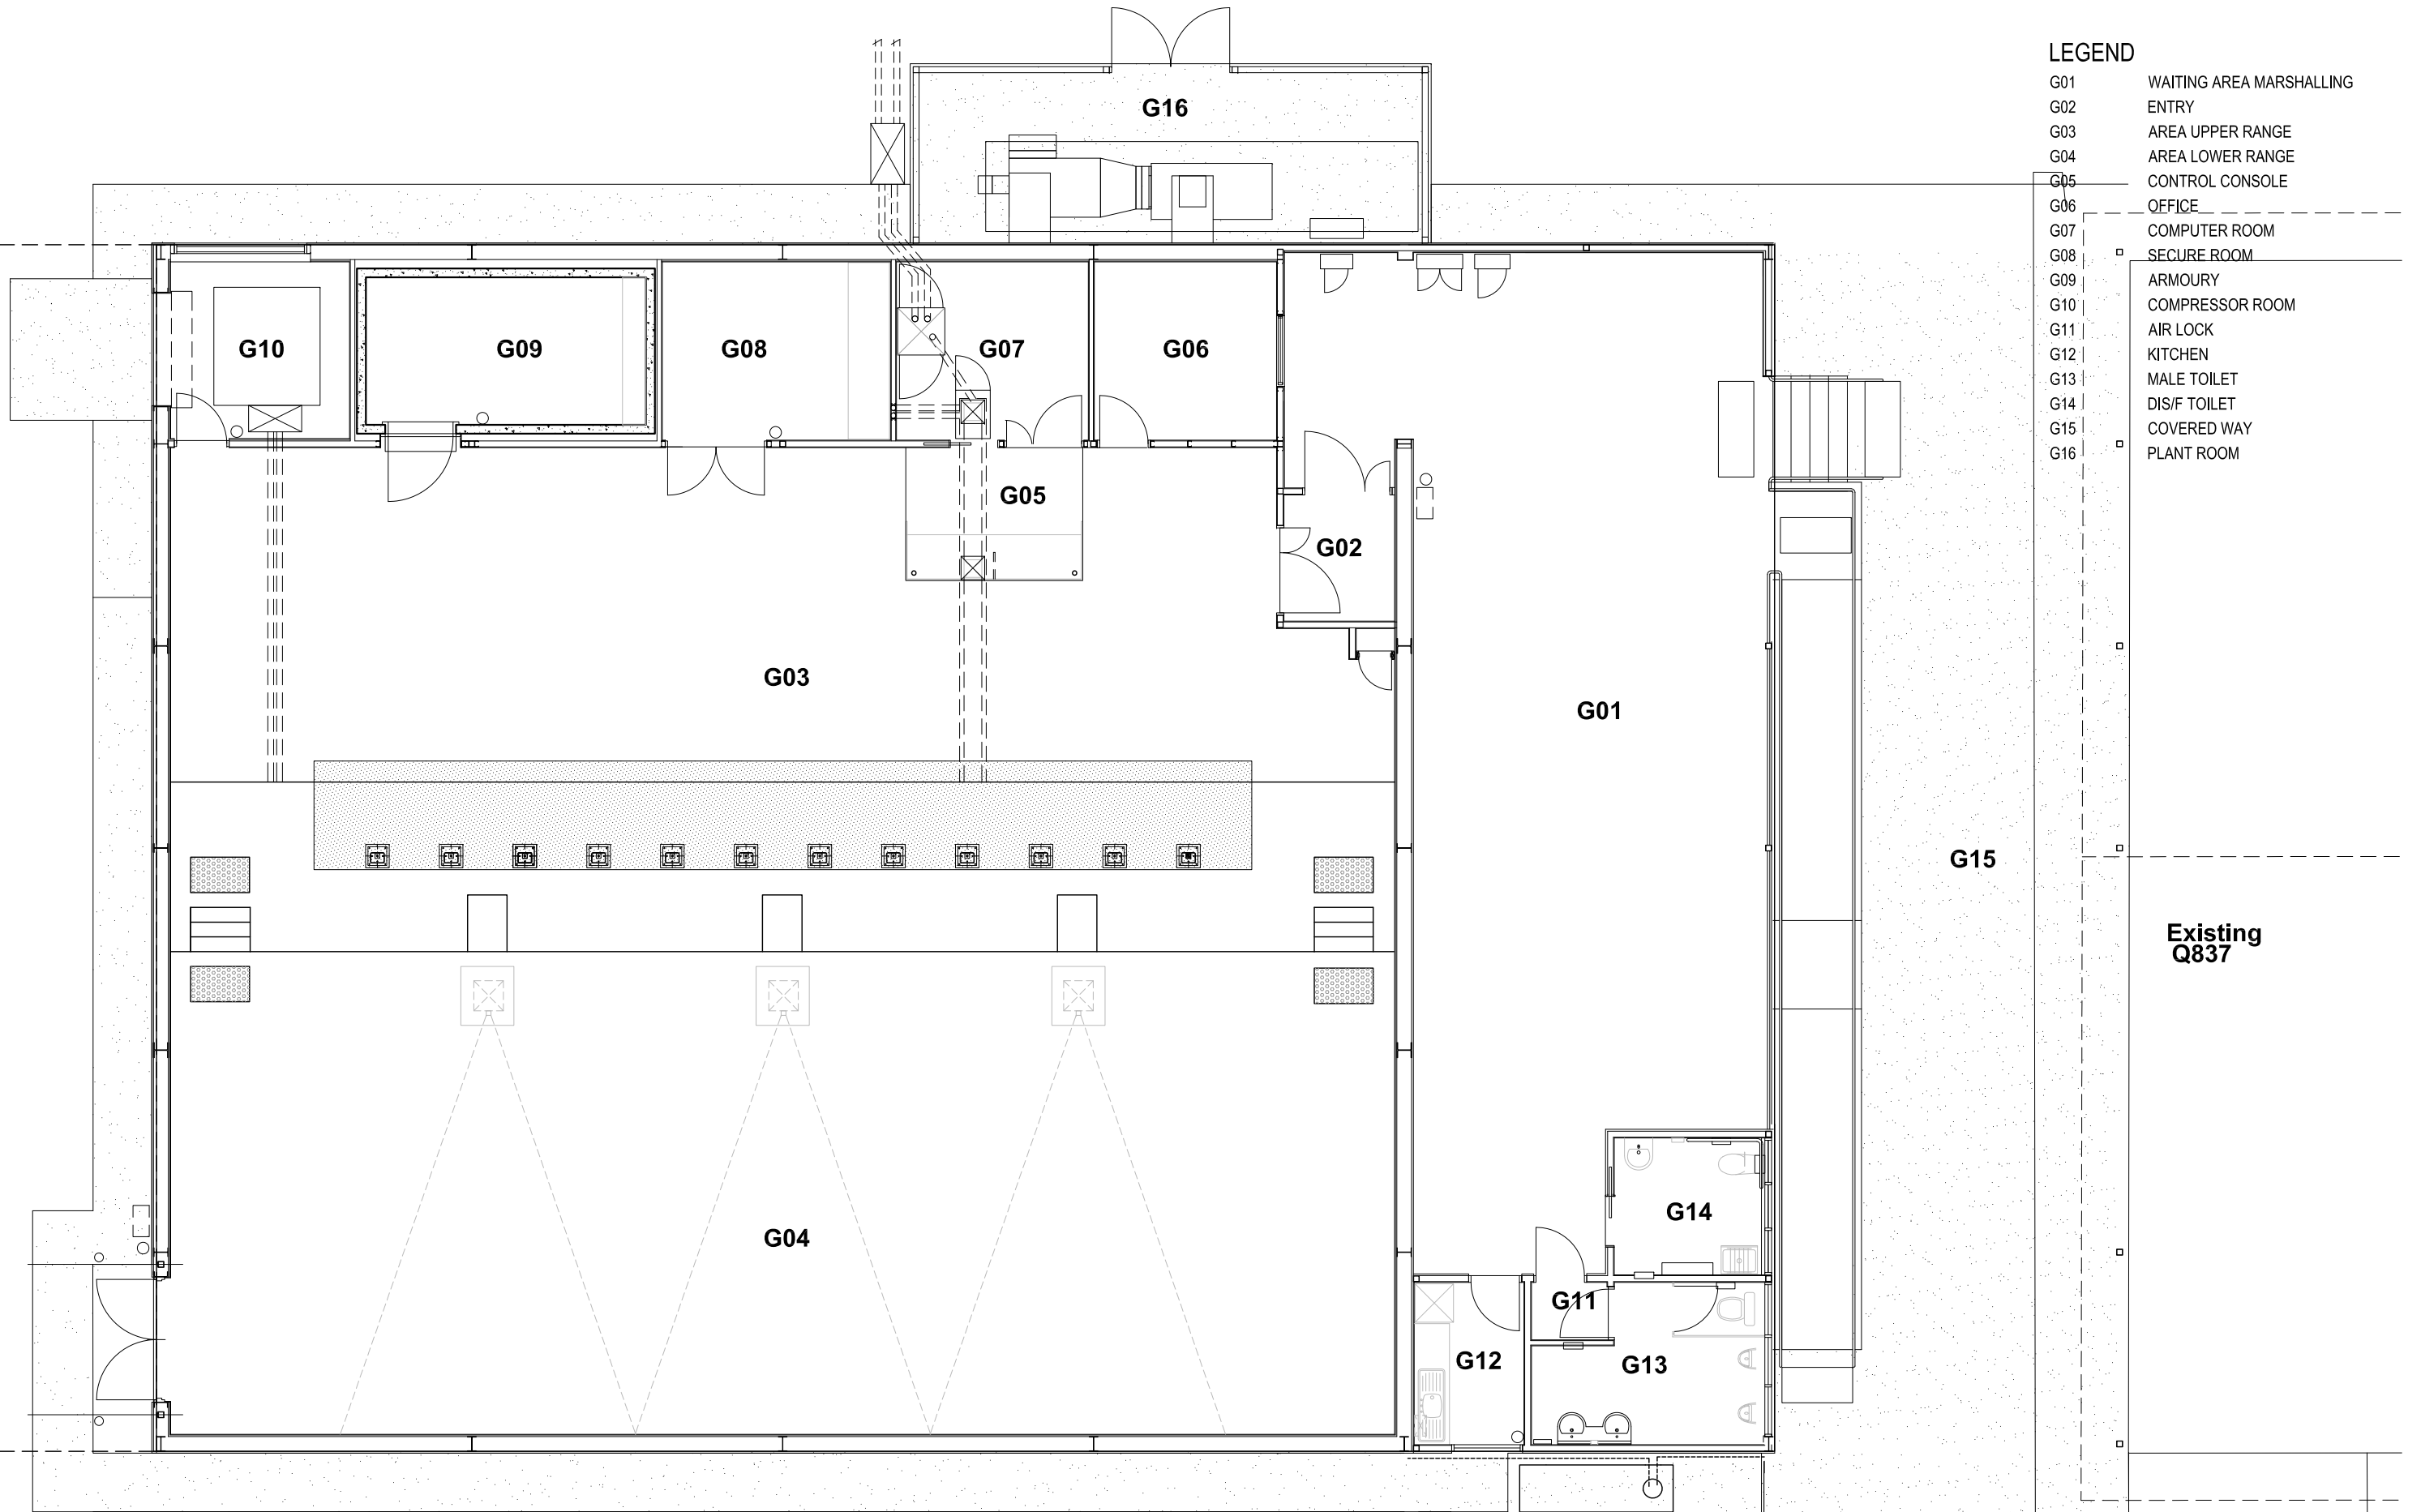 LEGEND
G01 WAITING AREA MARSHALLING
G02 ENTRY
G03 AREA UPPER RANGE
G04 AREA LOWER RANGE
G05 CONTROL CONSOLE
G06 OFFICE
G07 COMPUTER ROOM
G08 SECURE ROOM
G09 ARMOURY
G10 COMPRESSOR ROOM
G11 AIR LOCK
G12 KITCHEN
G13 MALE TOILET
G14 DIS/F TOILET
G15 COVERED WAY
G16 PLANT ROOM
G16
G10
G09
G08
G07
G06
G05
G02
G03
G01
G15
Existing
Q837
G14
G04
G11
G12
G13